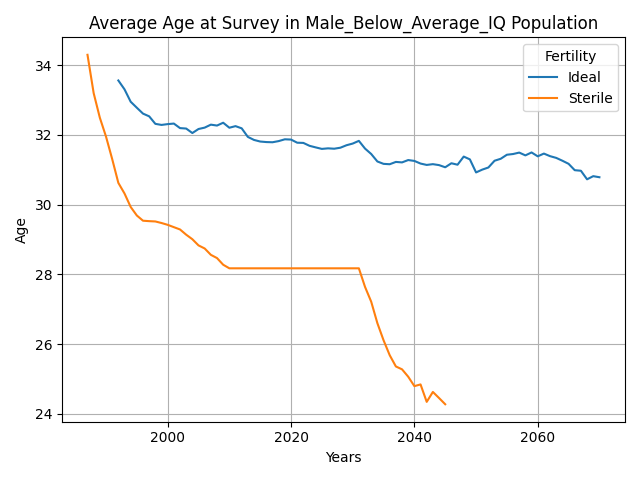 Average Age at Survey in Male_Below_Average_IQ Population
Fertility
Ideal
Sterile
34
32
30
28
26
24
Age
2000
2020
2040
2060
Years